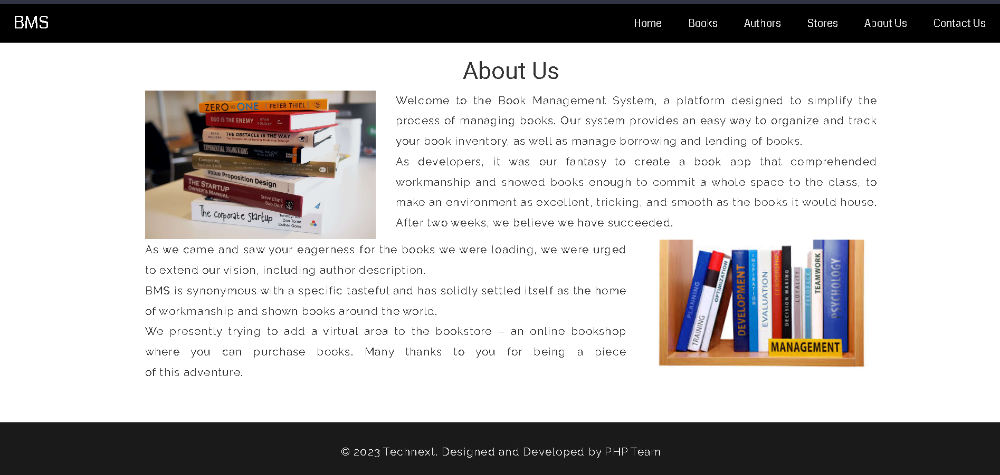 BMS
Home Books Authors Stores About Us Contact Us
About Us
ZERO TO ONE PETER THIEL
EGO IS THE ENEMY RYAN HOLIDAY
RYAN HOLIDAY THE OBSTACLE IS THE WAY
The Timeless Art of Turning Trials into Triumph
EXPONENTIAL ORGANIZATIONS MALONE
Competing Against Luck
Value Proposition Design
THE STARTUP OWNER'S MANUAL Steve Blank Bob Dorf
The Corporate Startup Tendayi Viki Dan Toma Esther Gons
Welcome to the Book Management System, a platform designed to simplify the
process of managing books. Our system provides an easy way to organize and track
your book inventory, as well as manage borrowing and lending of books.
As developers, it was our fantasy to create a book app that comprehended
workmanship and showed books enough to commit a whole space to the class, to
make an environment as excellent, tricking, and smooth as the books it would house.
After two weeks, we believe we have succeeded.
As we came and saw your eagerness for the books we were loading, we were urged
to extend our vision, including author description.
BMS is synonymous with a specific tasteful and has solidly settled itself as the home
of workmanship and shown books around the world.
We presently trying to add a virtual area to the bookstore – an online bookshop
where you can purchase books. Many thanks to you for being a piece
of this adventure.
PLANNING
TRAINING
OPTIMIZATION
DEVELOPMENT
INSPIRATION
EVALUATION
LEADERSHIP
DECISION MAKING
LOYALITY
FEEDBACK
TEAMWORK
PSYCHOLOGY
MANAGEMENT
© 2023 Technext. Designed and Developed by PHP Team